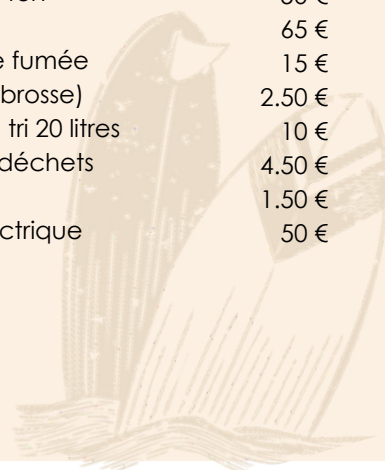 65 €
e fumée 15 €
brosse) 2.50 €
tri 20 litres 10 €
déchets 4.50 €
1.50 €
ctrique 50 €